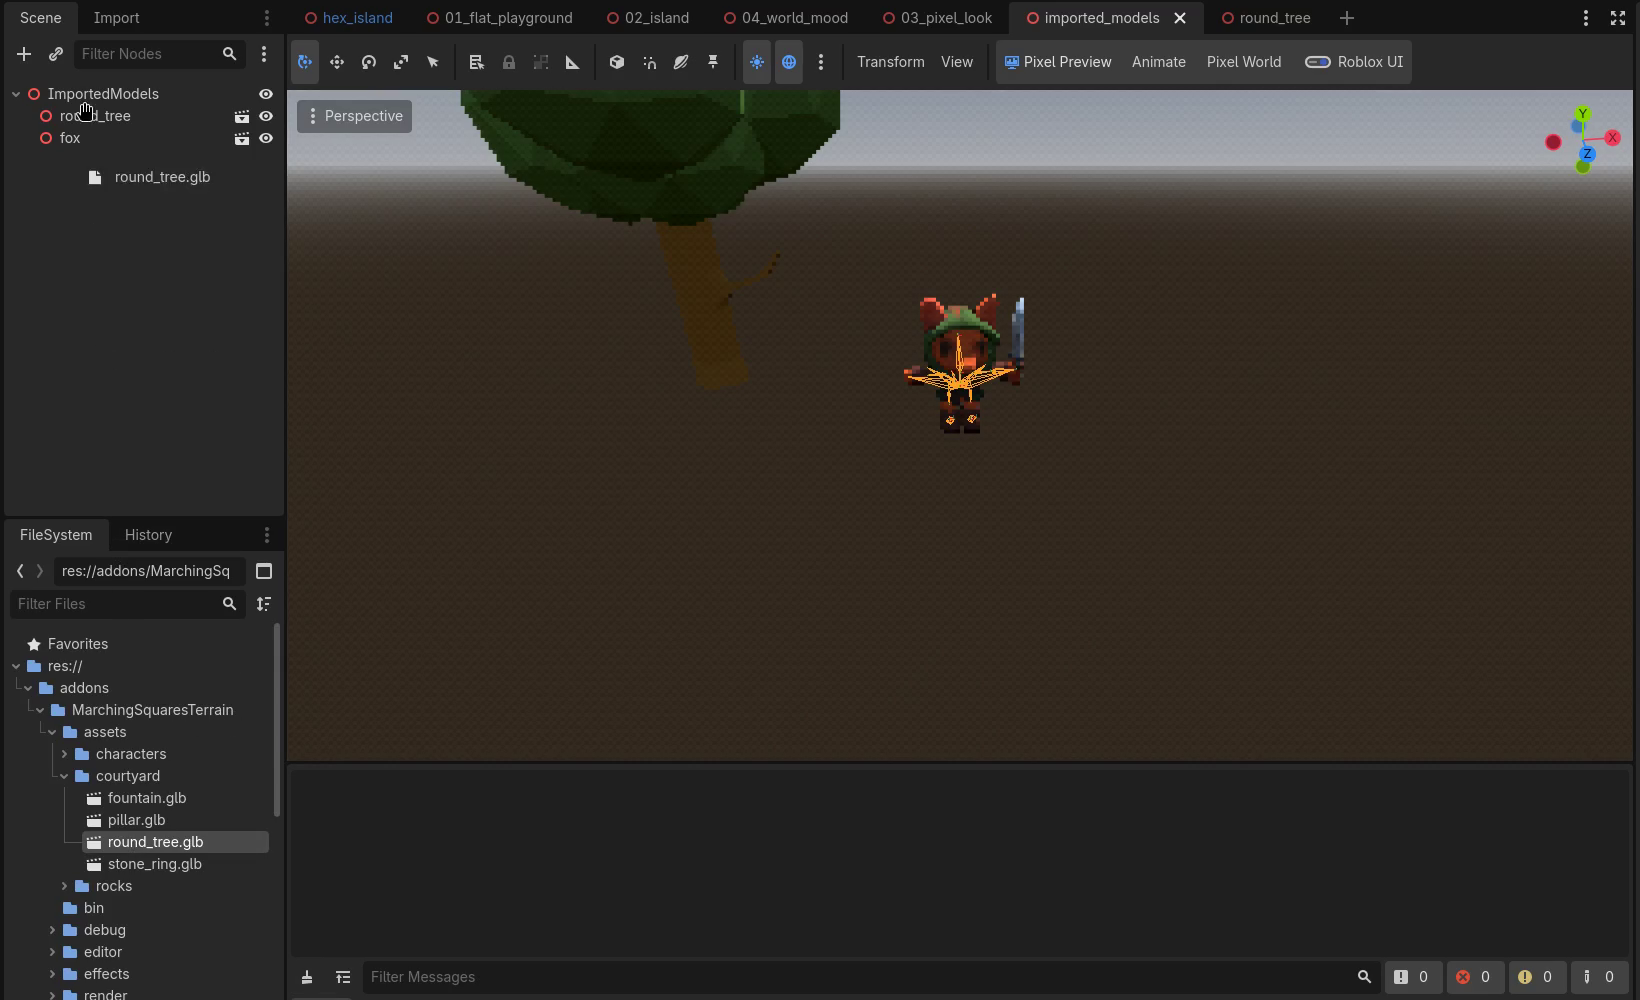 Scene
Import
hex_island
01_flat_playground
02_island
04_world_mood
03_pixel_look
imported_models
round_tree
Filter Nodes
Transform
View
Pixel Preview
Animate
Pixel World
Roblox UI
ImportedModels
round_tree
fox
round_tree.glb
Perspective
Y
X
Z
FileSystem
History
res://addons/MarchingSq
Filter Files
Favorites
res://
addons
MarchingSquaresTerrain
assets
characters
courtyard
fountain.glb
pillar.glb
round_tree.glb
stone_ring.glb
rocks
bin
debug
editor
effects
render
Filter Messages
0
0
0
0